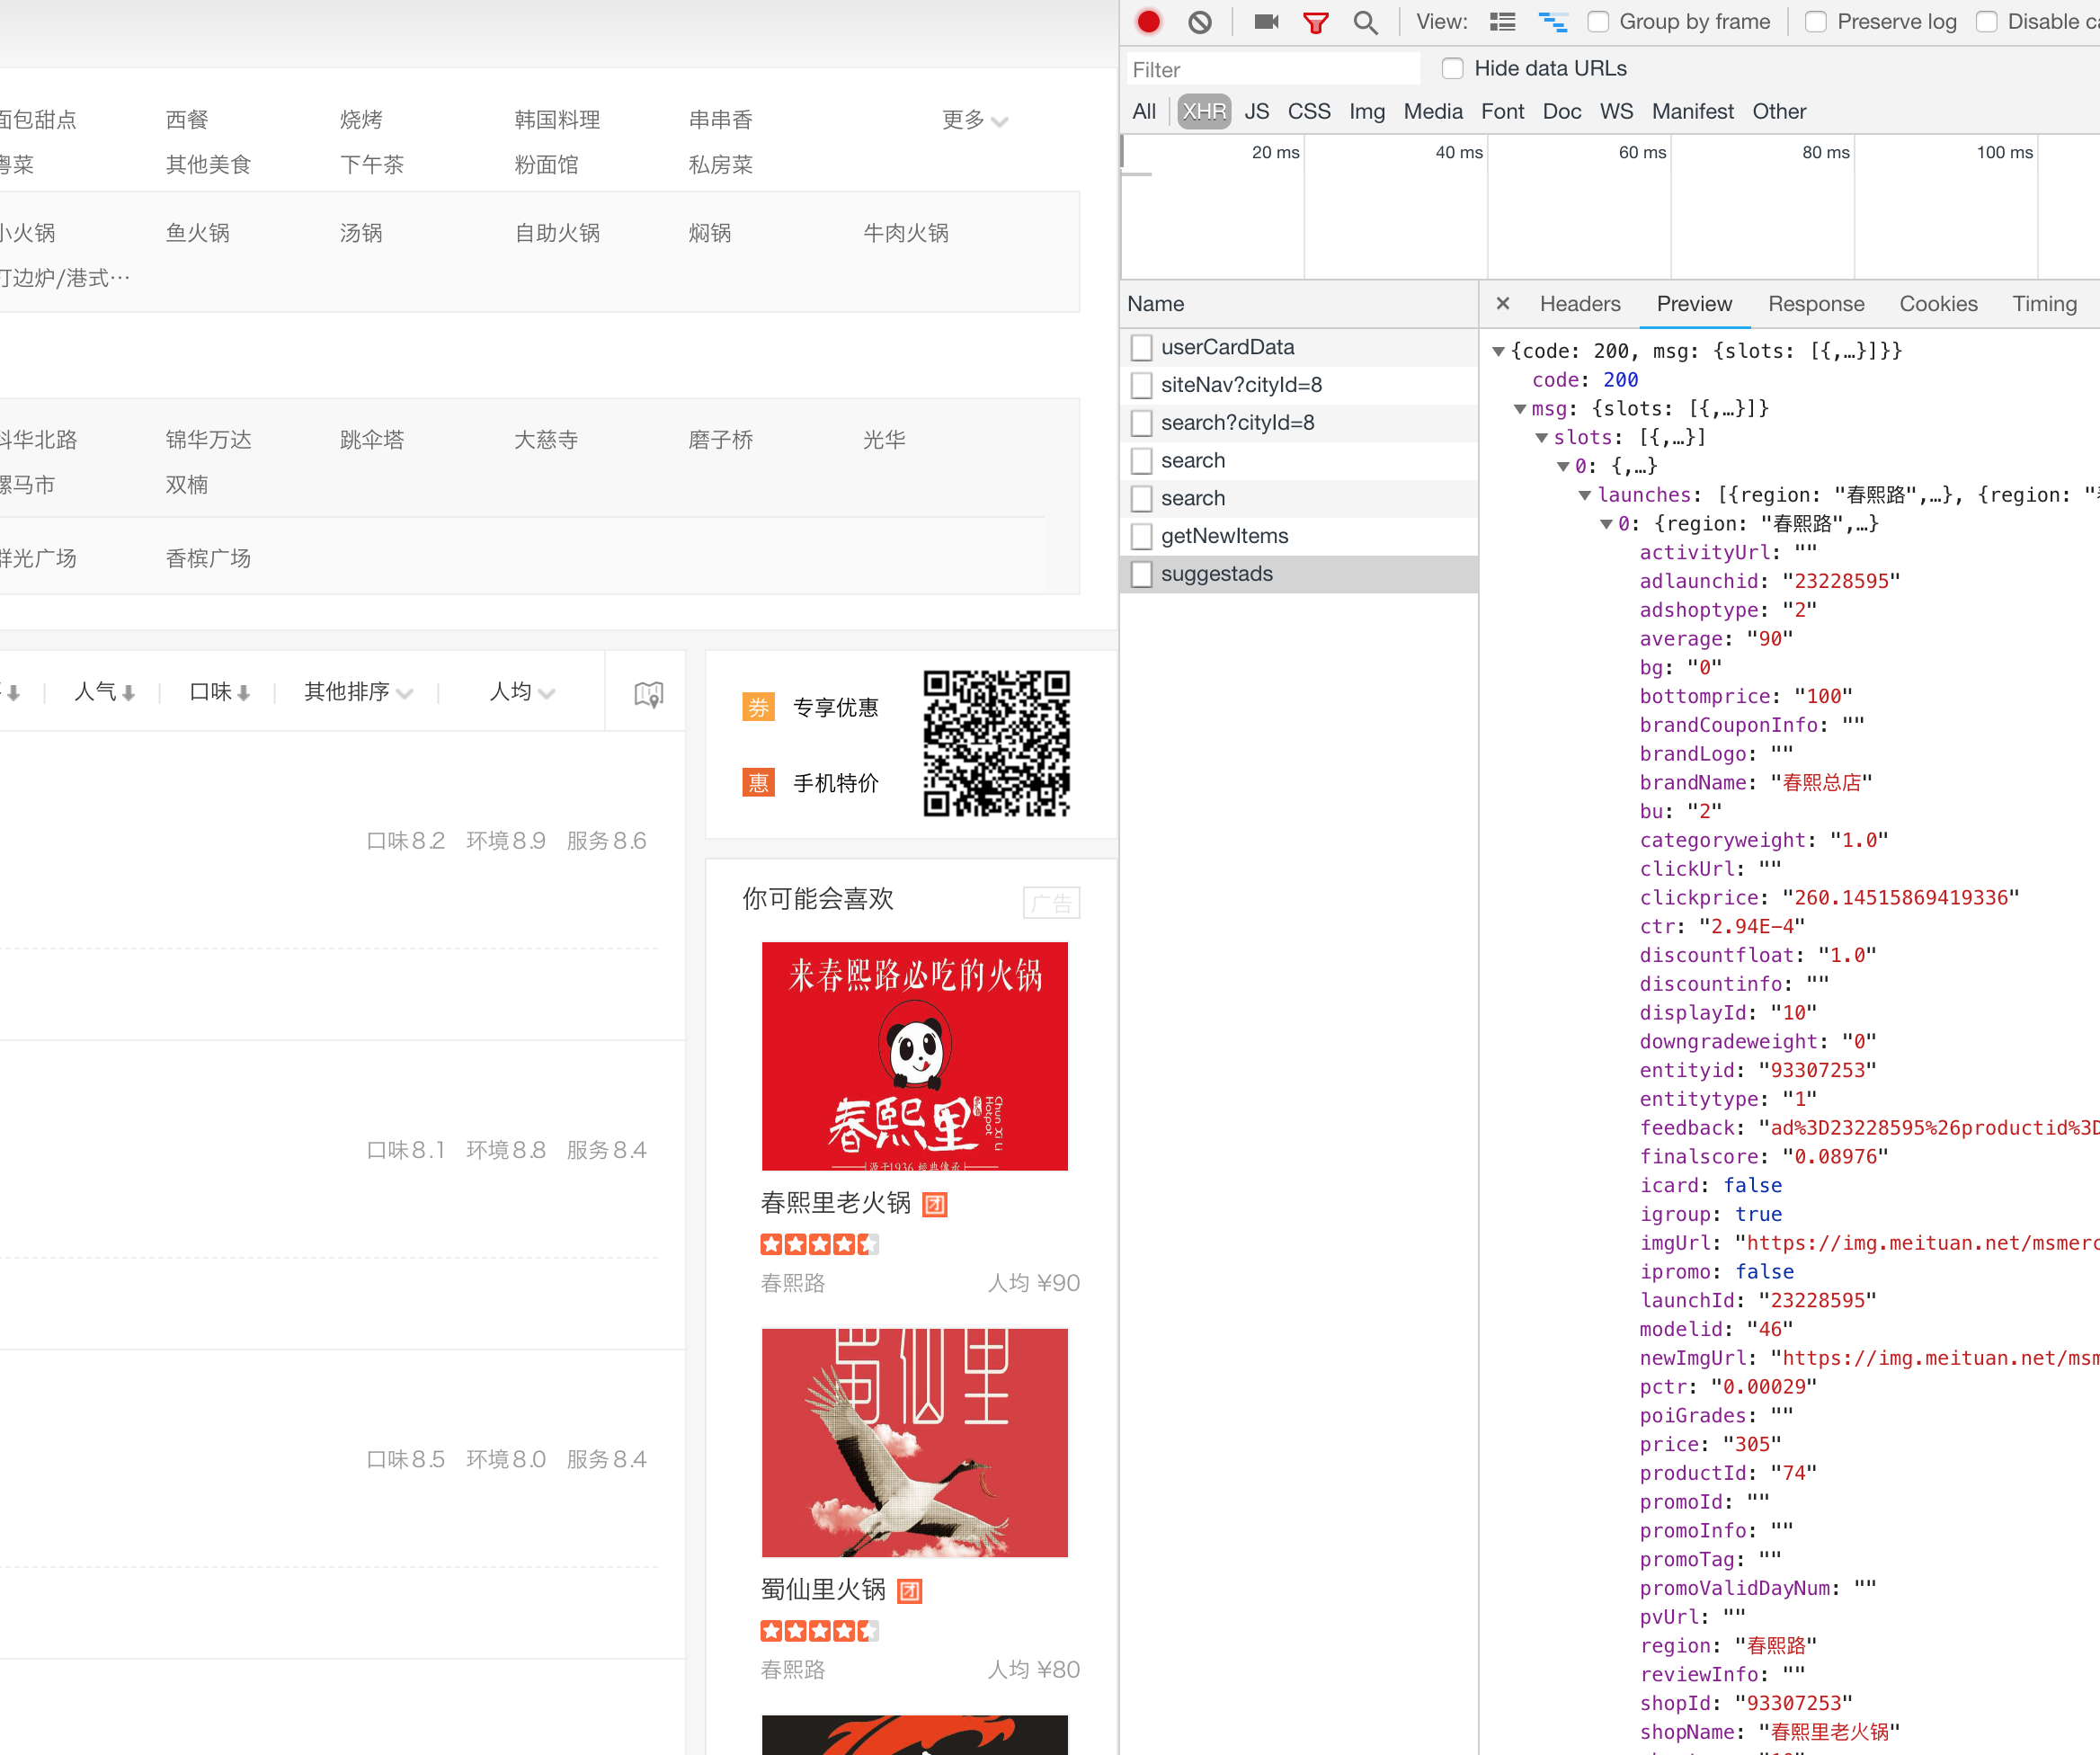 面包甜点 西餐 烧烤 韩国料理 串串香 更多
粤菜 其他美食 下午茶 粉面馆 私房菜
小火锅 鱼火锅 汤锅 自助火锅 焖锅 牛肉火锅
打边炉/港式…
科华北路 锦华万达 跳伞塔 大慈寺 磨子桥 光华
骡马市 双楠
群光广场 香槟广场
人气 口味 其他排序 人均
口味8.2 环境8.9 服务8.6
口味8.1 环境8.8 服务8.4
口味8.5 环境8.0 服务8.4
券 专享优惠
惠 手机特价
你可能会喜欢 广告
来春熙路必吃的火锅
春熙里
Chun Xi Li
Hotpot
源于1936
春熙里老火锅 团
春熙路 人均 ¥90
蜀仙里
蜀仙里火锅 团
春熙路 人均 ¥80
View: Group by frame Preserve log Disable ca
Filter Hide data URLs
All XHR JS CSS Img Media Font Doc WS Manifest Other
20 ms 40 ms 60 ms 80 ms 100 ms
Name
userCardData
siteNav?cityId=8
search?cityId=8
search
search
getNewItems
suggestads
× Headers Preview Response Cookies Timing
{code: 200, msg: {slots: [{,…}]}}
code: 200
msg: {slots: [{,…}]}
slots: [{,…}]
0: {,…}
launches: [{region: "春熙路",…}, {region: "
0: {region: "春熙路",…}
activityUrl: ""
adlaunchid: "23228595"
adshoptype: "2"
average: "90"
bg: "0"
bottomprice: "100"
brandCouponInfo: ""
brandLogo: ""
brandName: "春熙总店"
bu: "2"
categoryweight: "1.0"
clickUrl: ""
clickprice: "260.14515869419336"
ctr: "2.94E-4"
discountfloat: "1.0"
discountinfo: ""
displayId: "10"
downgradeweight: "0"
entityid: "93307253"
entitytype: "1"
feedback: "ad%3D23228595%26productid%3D
finalscore: "0.08976"
icard: false
igroup: true
imgUrl: "https://img.meituan.net/msmerc
ipromo: false
launchId: "23228595"
modelid: "46"
newImgUrl: "https://img.meituan.net/msm
pctr: "0.00029"
poiGrades: ""
price: "305"
productId: "74"
promoId: ""
promoInfo: ""
promoTag: ""
promoValidDayNum: ""
pvUrl: ""
region: "春熙路"
reviewInfo: ""
shopId: "93307253"
shopName: "春熙里老火锅"